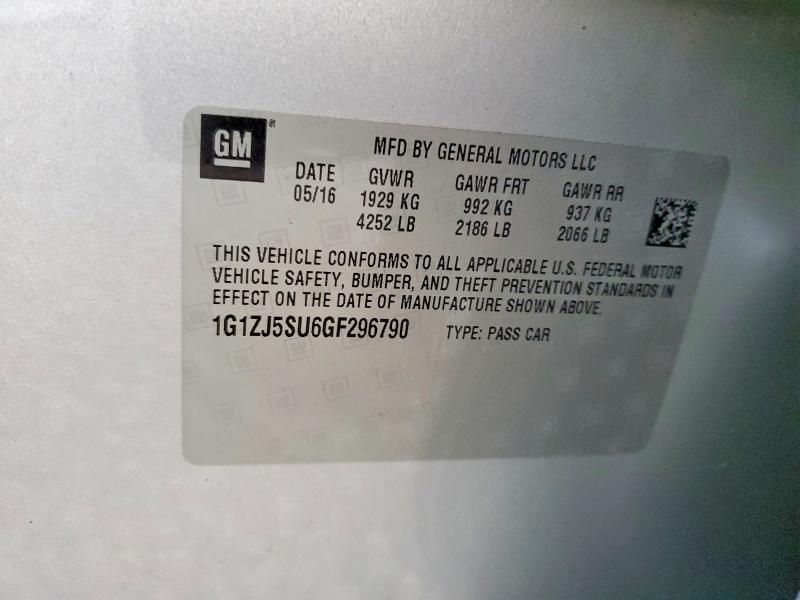 GM®
MFD BY GENERAL MOTORS LLC
DATE GVWR GAWR FRT GAWR RR
05/16 1929 KG 992 KG 937 KG
4252 LB 2186 LB 2066 LB
THIS VEHICLE CONFORMS TO ALL APPLICABLE U.S. FEDERAL MOTOR
VEHICLE SAFETY, BUMPER, AND THEFT PREVENTION STANDARDS IN
EFFECT ON THE DATE OF MANUFACTURE SHOWN ABOVE.
1G1ZJ5SU6GF296790 TYPE: PASS CAR